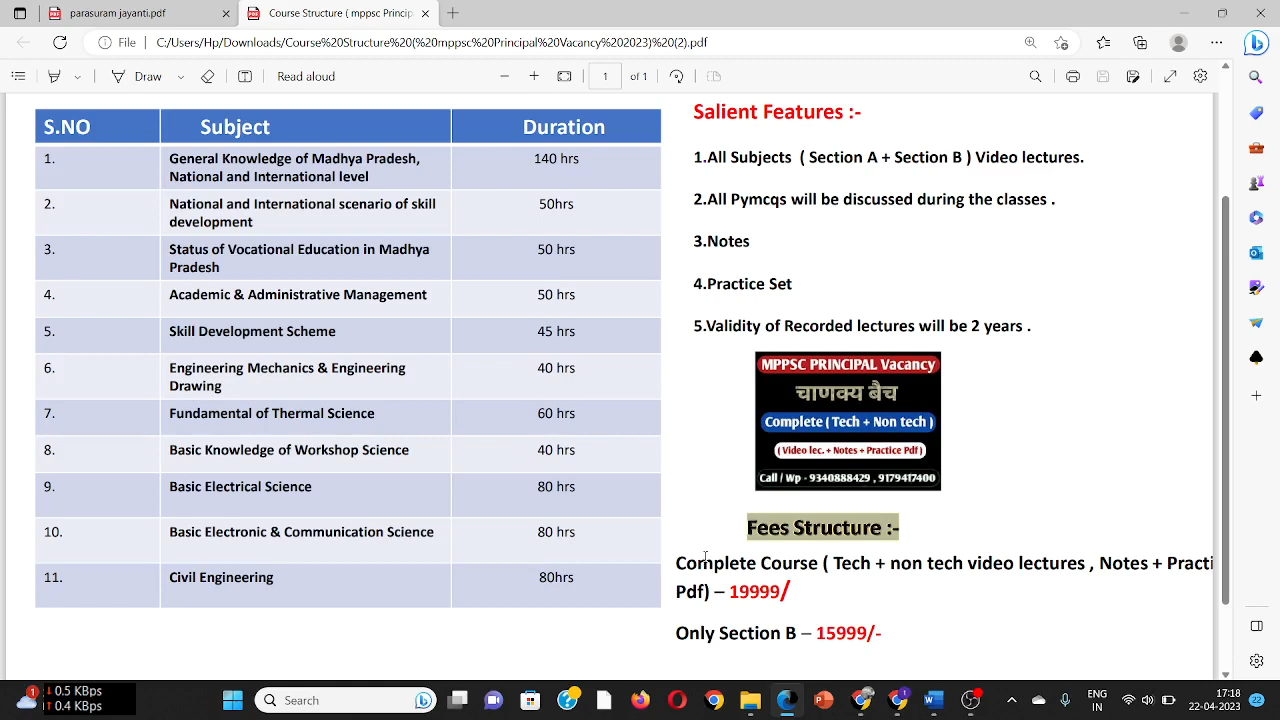 parasuram jayanti.pdf
Course Structure ( mppsc Princip
File
C:/Users/Hp/Downloads/Course%20Structure%20(%20mppsc%20Principal%20Vacancy%202023)%20(2).pdf
Draw
Read aloud
1
of 1
S.NO Subject Duration
1. General Knowledge of Madhya Pradesh, 140 hrs
National and International level
2. National and International scenario of skill 50hrs
development
3. Status of Vocational Education in Madhya 50 hrs
Pradesh
4. Academic & Administrative Management 50 hrs
5. Skill Development Scheme 45 hrs
6. Engineering Mechanics & Engineering 40 hrs
Drawing
7. Fundamental of Thermal Science 60 hrs
8. Basic Knowledge of Workshop Science 40 hrs
9. Basic Electrical Science 80 hrs
10. Basic Electronic & Communication Science 80 hrs
11. Civil Engineering 80hrs
Salient Features :-
1.All Subjects ( Section A + Section B ) Video lectures.
2.All Pymcqs will be discussed during the classes .
3.Notes
4.Practice Set
5.Validity of Recorded lectures will be 2 years .
MPPSC PRINCIPAL Vacancy
चाणक्य बैच
Complete ( Tech + Non tech )
( Video lec. + Notes + Practice Pdf )
Call / Wp - 9340888429 , 9179417400
Fees Structure :-
Complete Course ( Tech + non tech video lectures , Notes + Practi
Pdf) – 19999/
Only Section B – 15999/-
1
0.5 KBps
0.4 KBps
Search
ENG
IN
17:18
22-04-2023
22